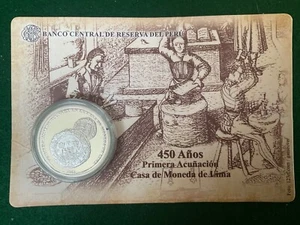 BANCO CENTRAL DE RESERVA DEL PERÚ
450 Años
Primera Acuñación
Casa de Moneda de Lima